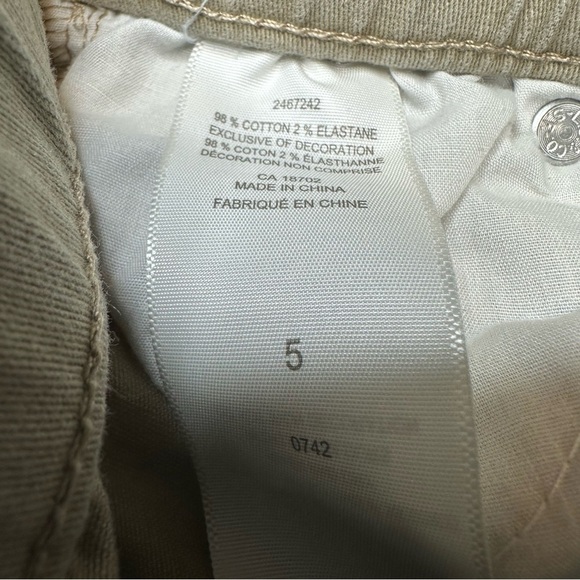 2467242
98 % COTTON 2 % ELASTANE
EXCLUSIVE OF DECORATION
98 % COTON 2 % ÉLASTHANNE
DÉCORATION NON COMPRISE
CA 18702
MADE IN CHINA
FABRIQUÉ EN CHINE
5
0742